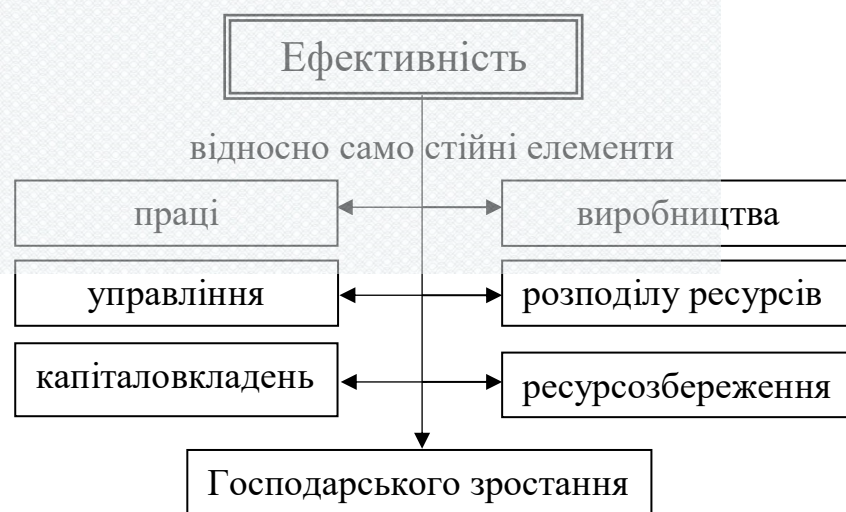 Ефективність
відносно само стійні елементи
праці
виробництва
управління
розподілу ресурсів
капіталовкладень
ресурсозбереження
Господарського зростання